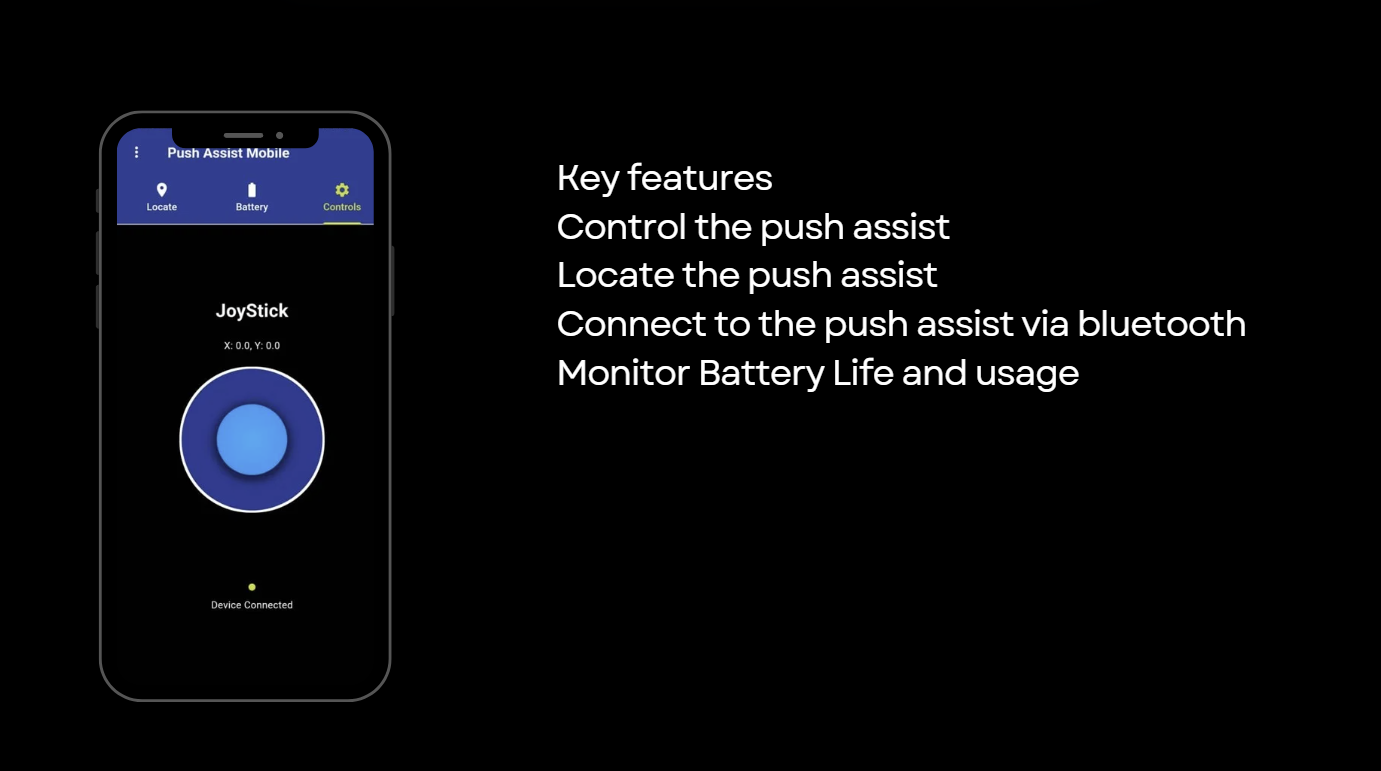 Push Assist Mobile
Locate Battery Controls
JoyStick
X: 0.0, Y: 0.0
Device Connected
Key features
Control the push assist
Locate the push assist
Connect to the push assist via bluetooth
Monitor Battery Life and usage